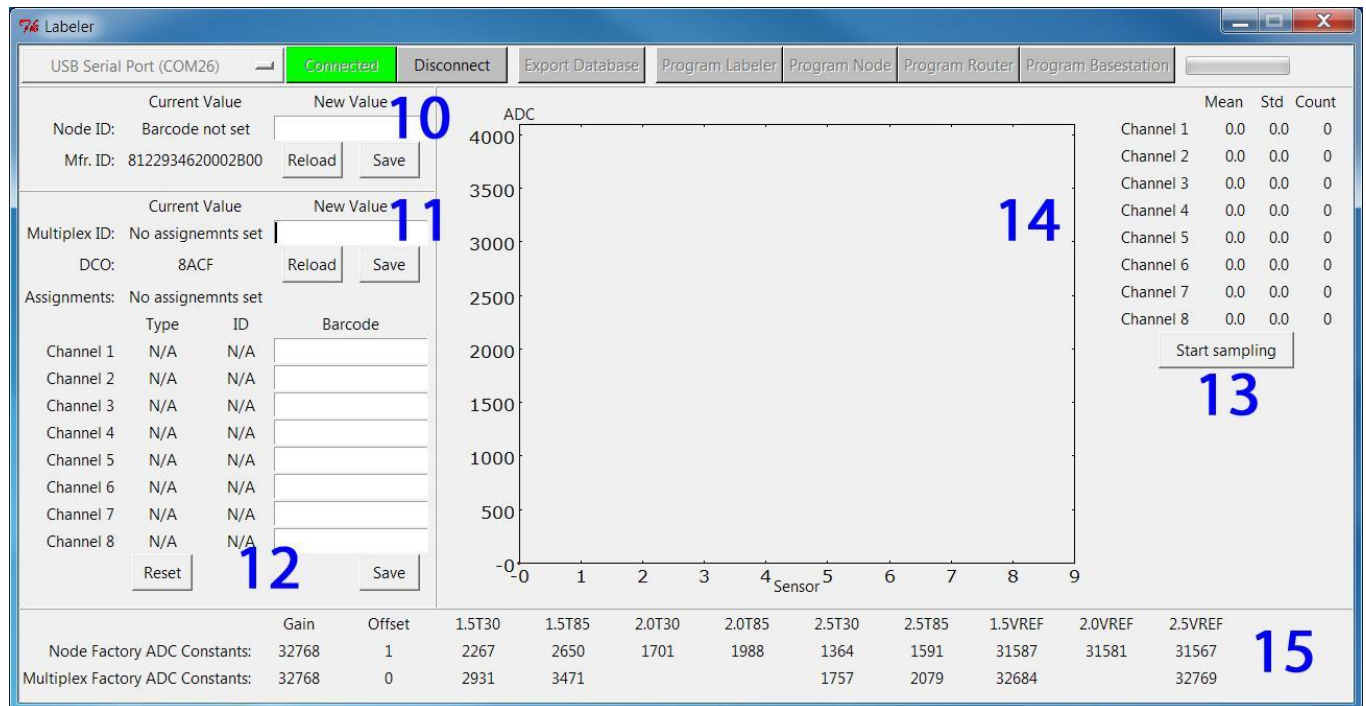 Labeler
USB Serial Port (COM26) Connected Disconnect Export Database Program Labeler Program Node Program Router Program Basestation
Current Value New Value 10
Node ID: Barcode not set
Mfr. ID: 8122934620002B00 Reload Save
Current Value New Value 11
Multiplex ID: No assignemnts set
DCO: 8ACF Reload Save
Assignments: No assignemnts set
Type ID Barcode
Channel 1 N/A N/A
Channel 2 N/A N/A
Channel 3 N/A N/A
Channel 4 N/A N/A
Channel 5 N/A N/A
Channel 6 N/A N/A
Channel 7 N/A N/A
Channel 8 N/A N/A
Reset 12 Save
ADC
4000
3500
3000
2500
2000
1500
1000
500
-0
-0 1 2 3 4 5 6 7 8 9
Sensor
14
Mean Std Count
Channel 1 0.0 0.0 0
Channel 2 0.0 0.0 0
Channel 3 0.0 0.0 0
Channel 4 0.0 0.0 0
Channel 5 0.0 0.0 0
Channel 6 0.0 0.0 0
Channel 7 0.0 0.0 0
Channel 8 0.0 0.0 0
Start sampling
13
Gain Offset 1.5T30 1.5T85 2.0T30 2.0T85 2.5T30 2.5T85 1.5VREF 2.0VREF 2.5VREF
Node Factory ADC Constants: 32768 1 2267 2650 1701 1988 1364 1591 31587 31581 31567
Multiplex Factory ADC Constants: 32768 0 2931 3471 1757 2079 32684 32769
15